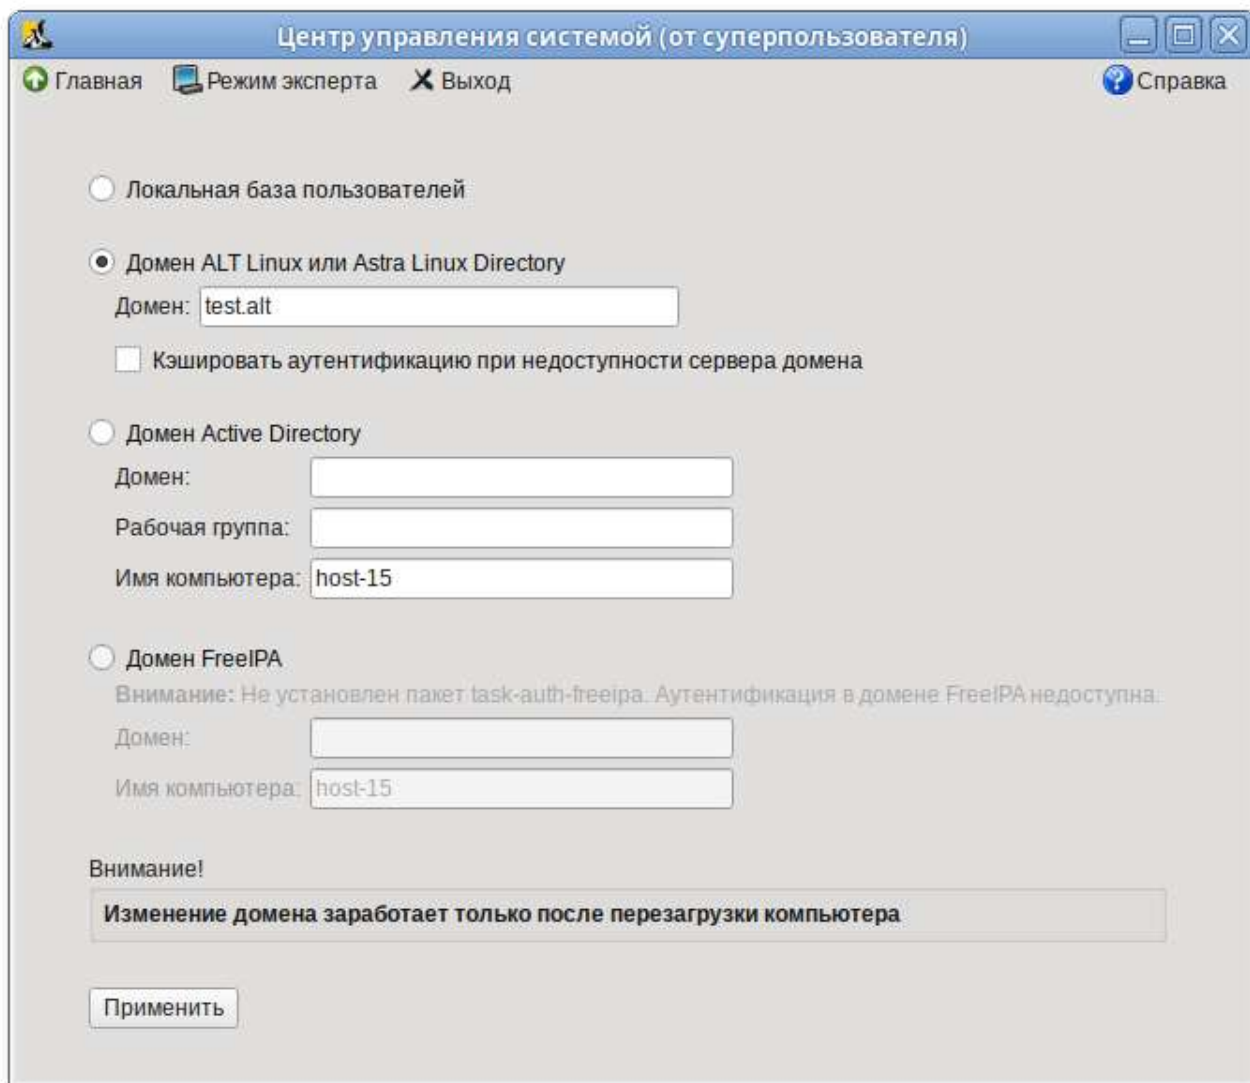 Центр управления системой (от суперпользователя)
Главная Режим эксперта Выход Справка
Локальная база пользователей
Домен ALT Linux или Astra Linux Directory
Домен: test.alt
Кэшировать аутентификацию при недоступности сервера домена
Домен Active Directory
Домен:
Рабочая группа:
Имя компьютера: host-15
Домен FreeIPA
Внимание: Не установлен пакет task-auth-freeipa. Аутентификация в домене FreeIPA недоступна.
Домен:
Имя компьютера: host-15
Внимание!
Изменение домена заработает только после перезагрузки компьютера
Применить